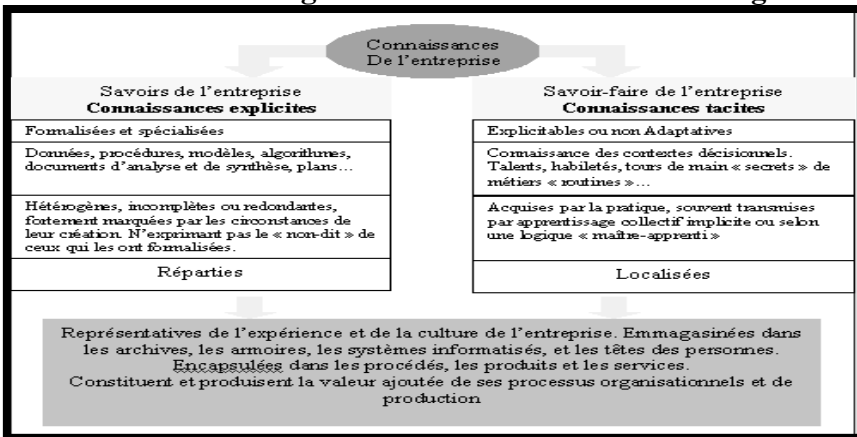 Connaissances
De l'entreprise
Savoirs de l'entreprise
Connaissances explicites
Formalisées et spécialisées
Données, procédures, modèles, algorithmes,
documents d'analyse et de synthèse, plans...
Hétérogènes, incomplètes ou redondantes,
fortement marquées par les circonstances de
leur création. N'exprimant pas le « non-dit » de
ceux qui les ont formalisées.
Réparties
Savoir-faire de l'entreprise
Connaissances tacites
Explicitables ou non Adaptatives
Connaissance des contextes décisionnels.
Talents, habiletés, tours de main « secrets » de
métiers « routines »...
Acquises par la pratique, souvent transmises
par apprentissage collectif implicite ou selon
une logique « maître-apprenti »
Localisées
Représentatives de l'expérience et de la culture de l'entreprise. Emmagasinées dans
les archives, les armoires, les systèmes informatisés, et les têtes des personnes.
Encapsulées dans les procédés, les produits et les services.
Constituent et produisent la valeur ajoutée de ses processus organisationnels et de
production